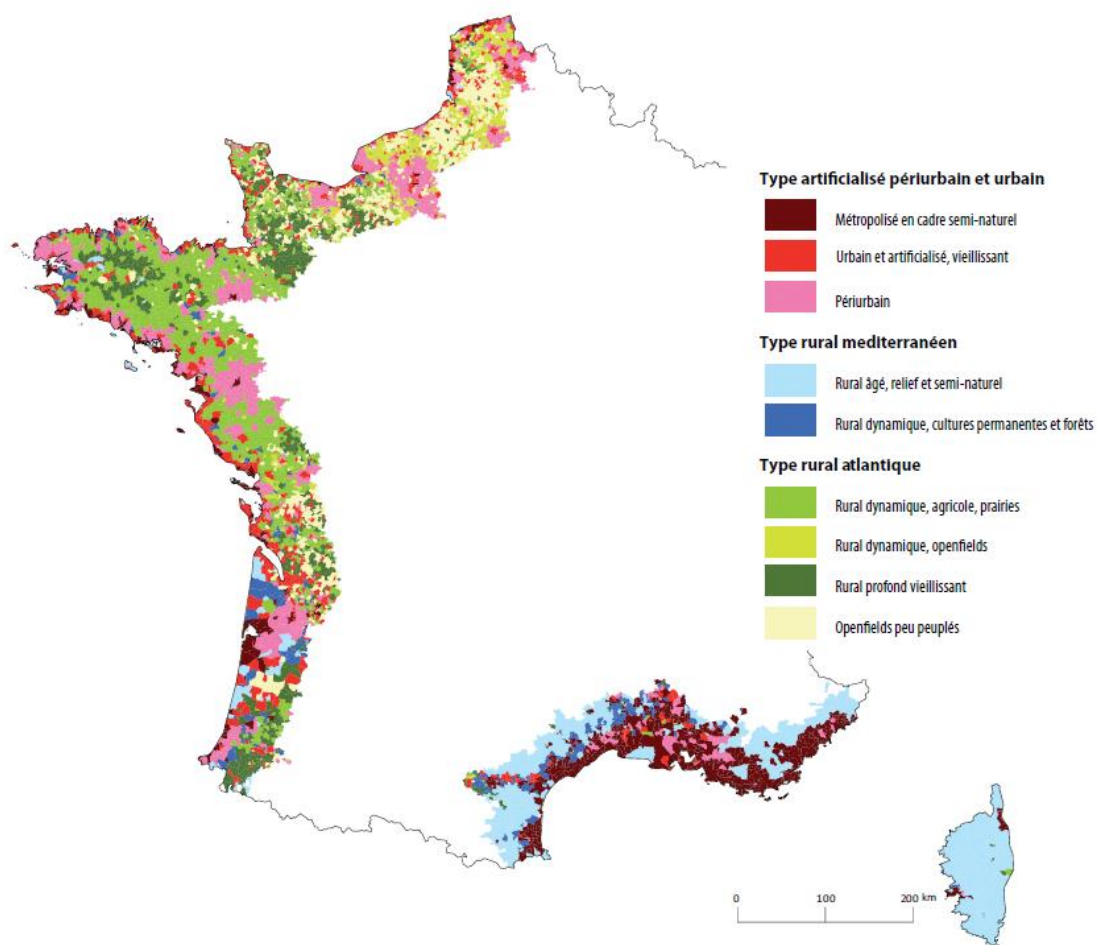 Type artificialisé périurbain et urbain
Métropolisé en cadre semi-naturel
Urbain et artificialisé, vieillissant
Périurbain
Type rural mediterranéen
Rural âgé, relief et semi-naturel
Rural dynamique, cultures permanentes et forêts
Type rural atlantique
Rural dynamique, agricole, prairies
Rural dynamique, openfields
Rural profond vieillissant
Openfields peu peuplés
0 100 200 km